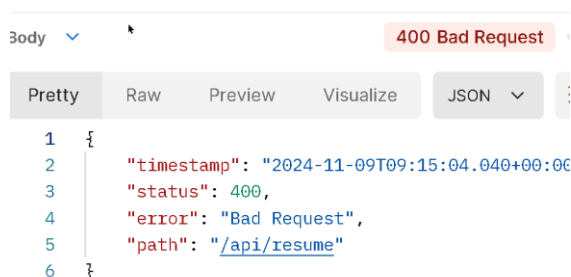 Body
400 Bad Request
Pretty Raw Preview Visualize JSON
1 {
2 "timestamp": "2024-11-09T09:15:04.040+00:00
3 "status": 400,
4 "error": "Bad Request",
5 "path": "/api/resume"
6 }